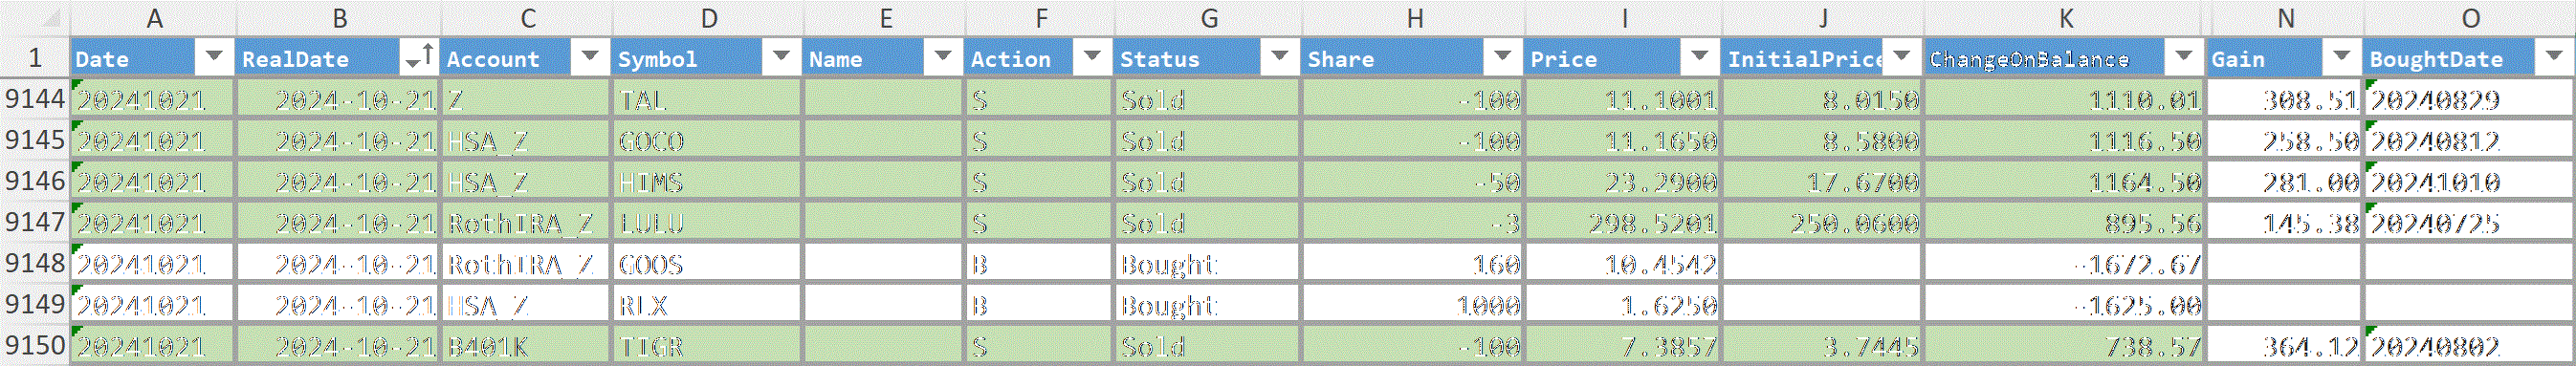 A B C D E F G H I J K N O
1 Date RealDate Account Symbol Name Action Status Share Price InitialPrice ChangeOnBalance Gain BoughtDate
9144 20241021 2024-10-21 Z TAL S Sold -100 11.1001 8.0150 1110.01 308.51 20240829
9145 20241021 2024-10-21 HSA_Z GOCO S Sold -100 11.1650 8.5800 1116.50 258.50 20240812
9146 20241021 2024-10-21 HSA_Z HIMS S Sold -50 23.2900 17.6700 1164.50 281.00 20241010
9147 20241021 2024-10-21 RothIRA_Z LULU S Sold -3 298.5201 250.0600 895.56 145.38 20240725
9148 20241021 2024-10-21 RothIRA_Z GOOS B Bought 160 10.4542 -1672.67
9149 20241021 2024-10-21 HSA_Z RLX B Bought 1000 1.6250 -1625.00
9150 20241021 2024-10-21 B401K TIGR S Sold -100 7.3857 3.7445 738.57 364.12 20240802